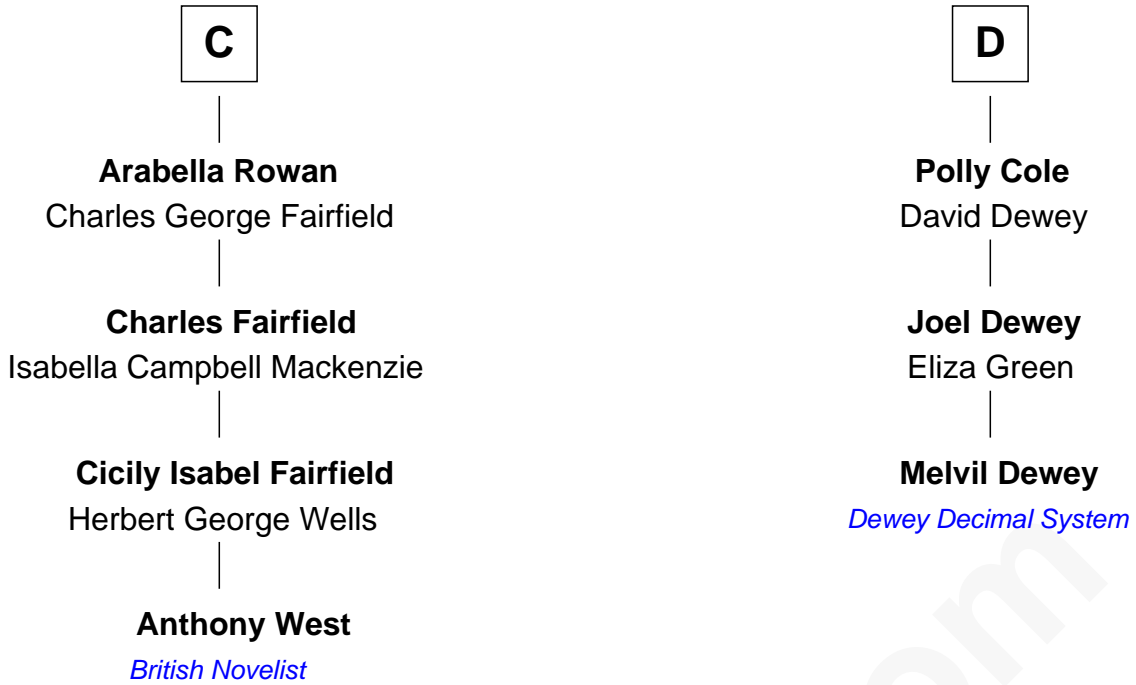 C
Arabella Rowan
Charles George Fairfield
Charles Fairfield
Isabella Campbell Mackenzie
Cicily Isabel Fairfield
Herbert George Wells
Anthony West
British Novelist
D
Polly Cole
David Dewey
Joel Dewey
Eliza Green
Melvil Dewey
Dewey Decimal System
om